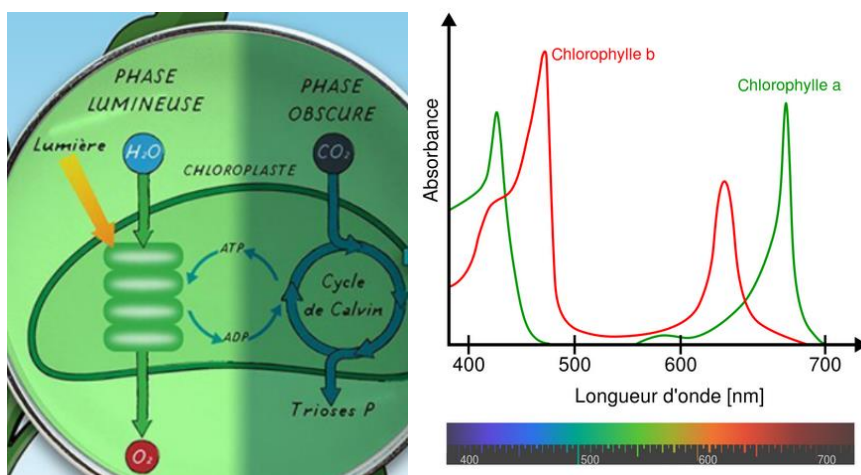 PHASE
LUMINEUSE
PHASE
OBSCURE
Lumière
H₂O
CO₂
CHLOROPLASTE
ATP
ADP
Cycle
de Calvin
Trioses P
O₂
Chlorophylle b
Chlorophylle a
Absorbance
400
500
600
700
Longueur d'onde [nm]
400
500
600
700